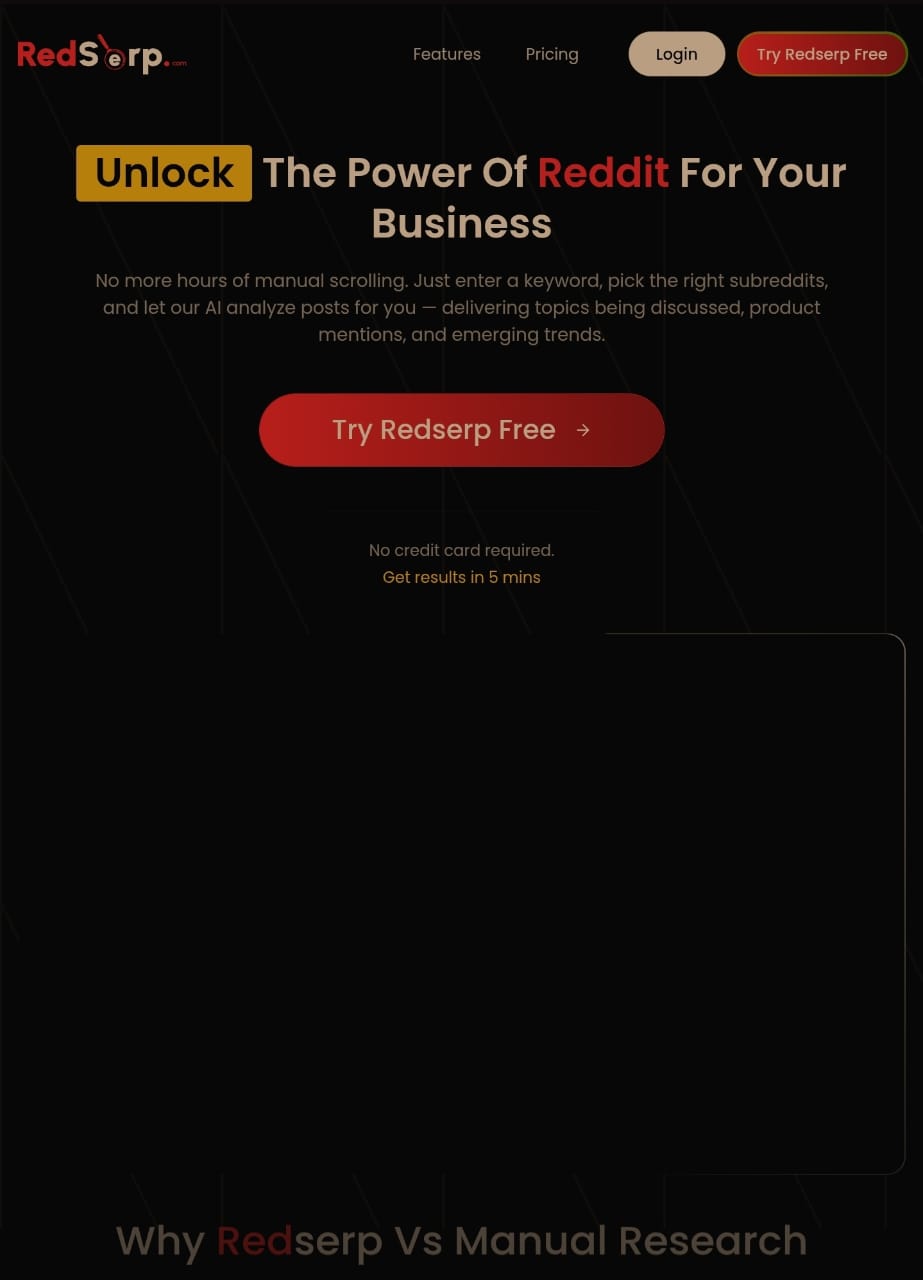 RedSerp.com
Features
Pricing
Login
Try Redserp Free
Unlock The Power Of Reddit For Your
Business
No more hours of manual scrolling. Just enter a keyword, pick the right subreddits,
and let our AI analyze posts for you — delivering topics being discussed, product
mentions, and emerging trends.
Try Redserp Free →
No credit card required.
Get results in 5 mins
Why Redserp Vs Manual Research